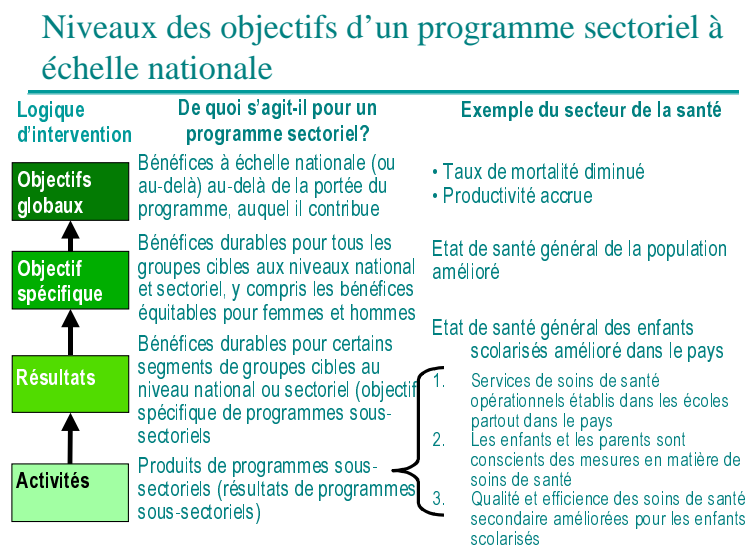 Niveaux des objectifs d’un programme sectoriel à
échelle nationale
Logique
d’intervention
De quoi s’agit-il pour un
programme sectoriel?
Exemple du secteur de la santé
Objectifs
globaux
Bénéfices à échelle nationale (ou
au-delà) au-delà de la portée du
programme, auquel il contribue
• Taux de mortalité diminué
• Productivité accrue
Objectif
spécifique
Bénéfices durables pour tous les
groupes cibles aux niveaux national
et sectoriel, y compris les bénéfices
équitables pour femmes et hommes
Etat de santé général de la population
amélioré
Résultats
Bénéfices durables pour certains
segments de groupes cibles au
niveau national ou sectoriel (objectif
spécifique de programmes sous-
sectoriels
Etat de santé général des enfants
scolarisés amélioré dans le pays
Activités
Produits de programmes sous-
sectoriels (résultats de programmes
sous-sectoriels)
1. Services de soins de santé
opérationnels établis dans les écoles
partout dans le pays
2. Les enfants et les parents sont
conscients des mesures en matière de
soins de santé
3. Qualité et efficience des soins de santé
secondaire améliorées pour les enfants
scolarisés